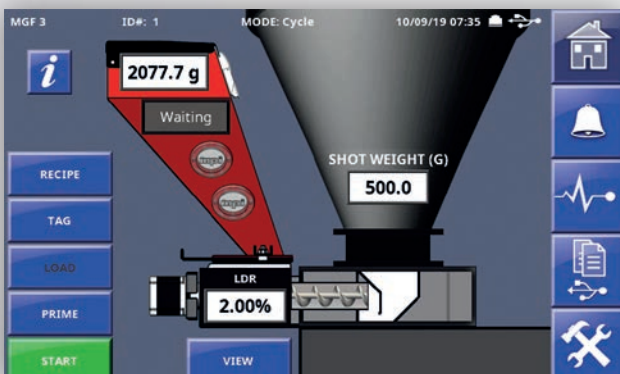 MGF 3 ID#: 1 MODE: Cycle 10/09/19 07:35
2077.7 g
Waiting
SHOT WEIGHT (G)
500.0
RECIPE
TAG
LOAD
PRIME
START
LDR
2.00%
VIEW